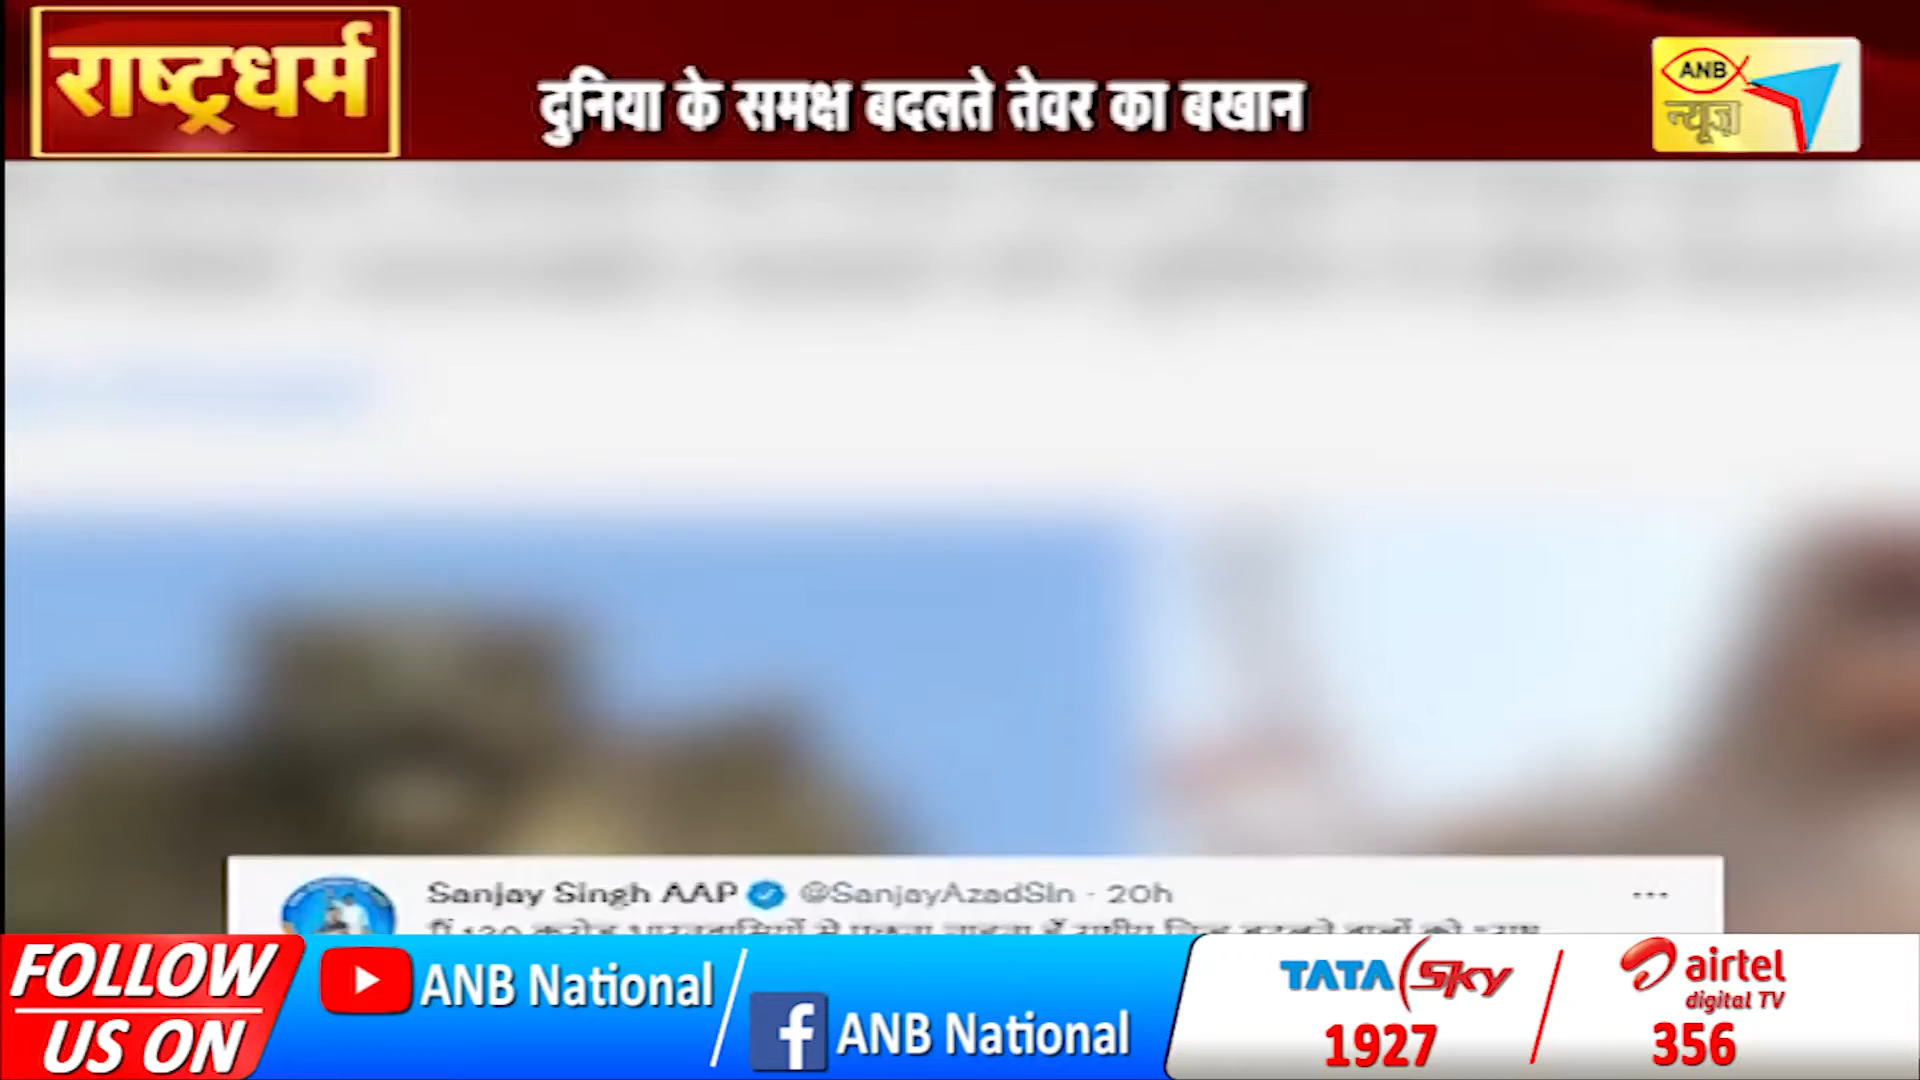 राष्ट्रधर्म
दुनिया के समक्ष बदलते तेवर का बखान
ANB
न्यूज़
Sanjay Singh AAP @SanjayAzadSln · 20h
FOLLOW
US ON
ANB National
ANB National
TATA Sky
1927
airtel
digital TV
356